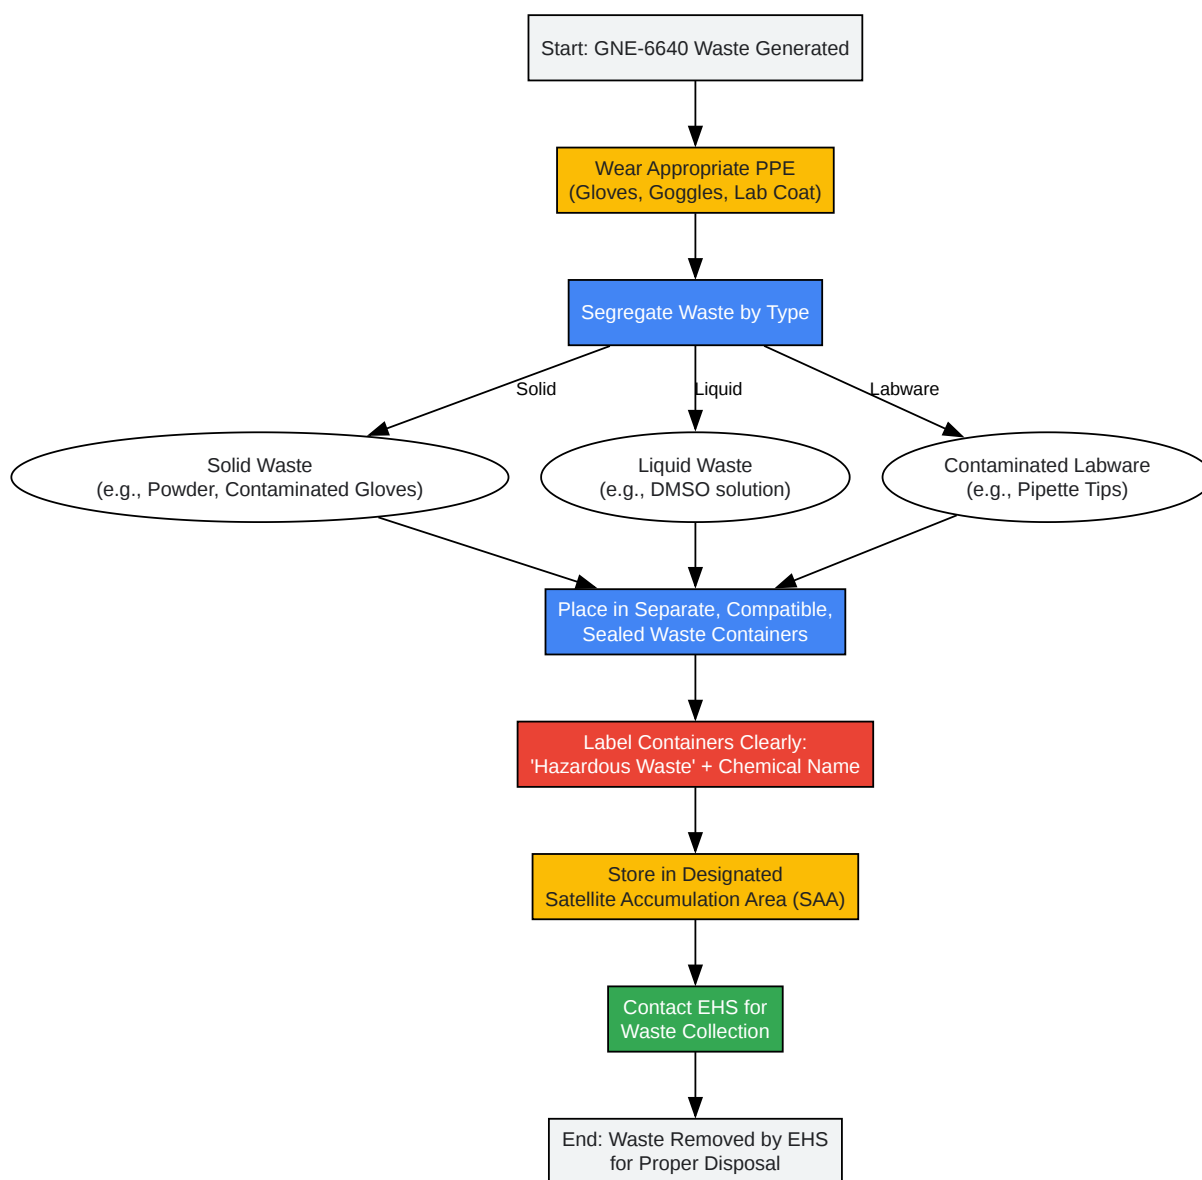 Start: GNE-6640 Waste Generated
Wear Appropriate PPE
(Gloves, Goggles, Lab Coat)
Segregate Waste by Type
Solid
Liquid
Labware
Solid Waste
(e.g., Powder, Contaminated Gloves)
Liquid Waste
(e.g., DMSO solution)
Contaminated Labware
(e.g., Pipette Tips)
Place in Separate, Compatible,
Sealed Waste Containers
Label Containers Clearly:
'Hazardous Waste' + Chemical Name
Store in Designated
Satellite Accumulation Area (SAA)
Contact EHS for
Waste Collection
End: Waste Removed by EHS
for Proper Disposal